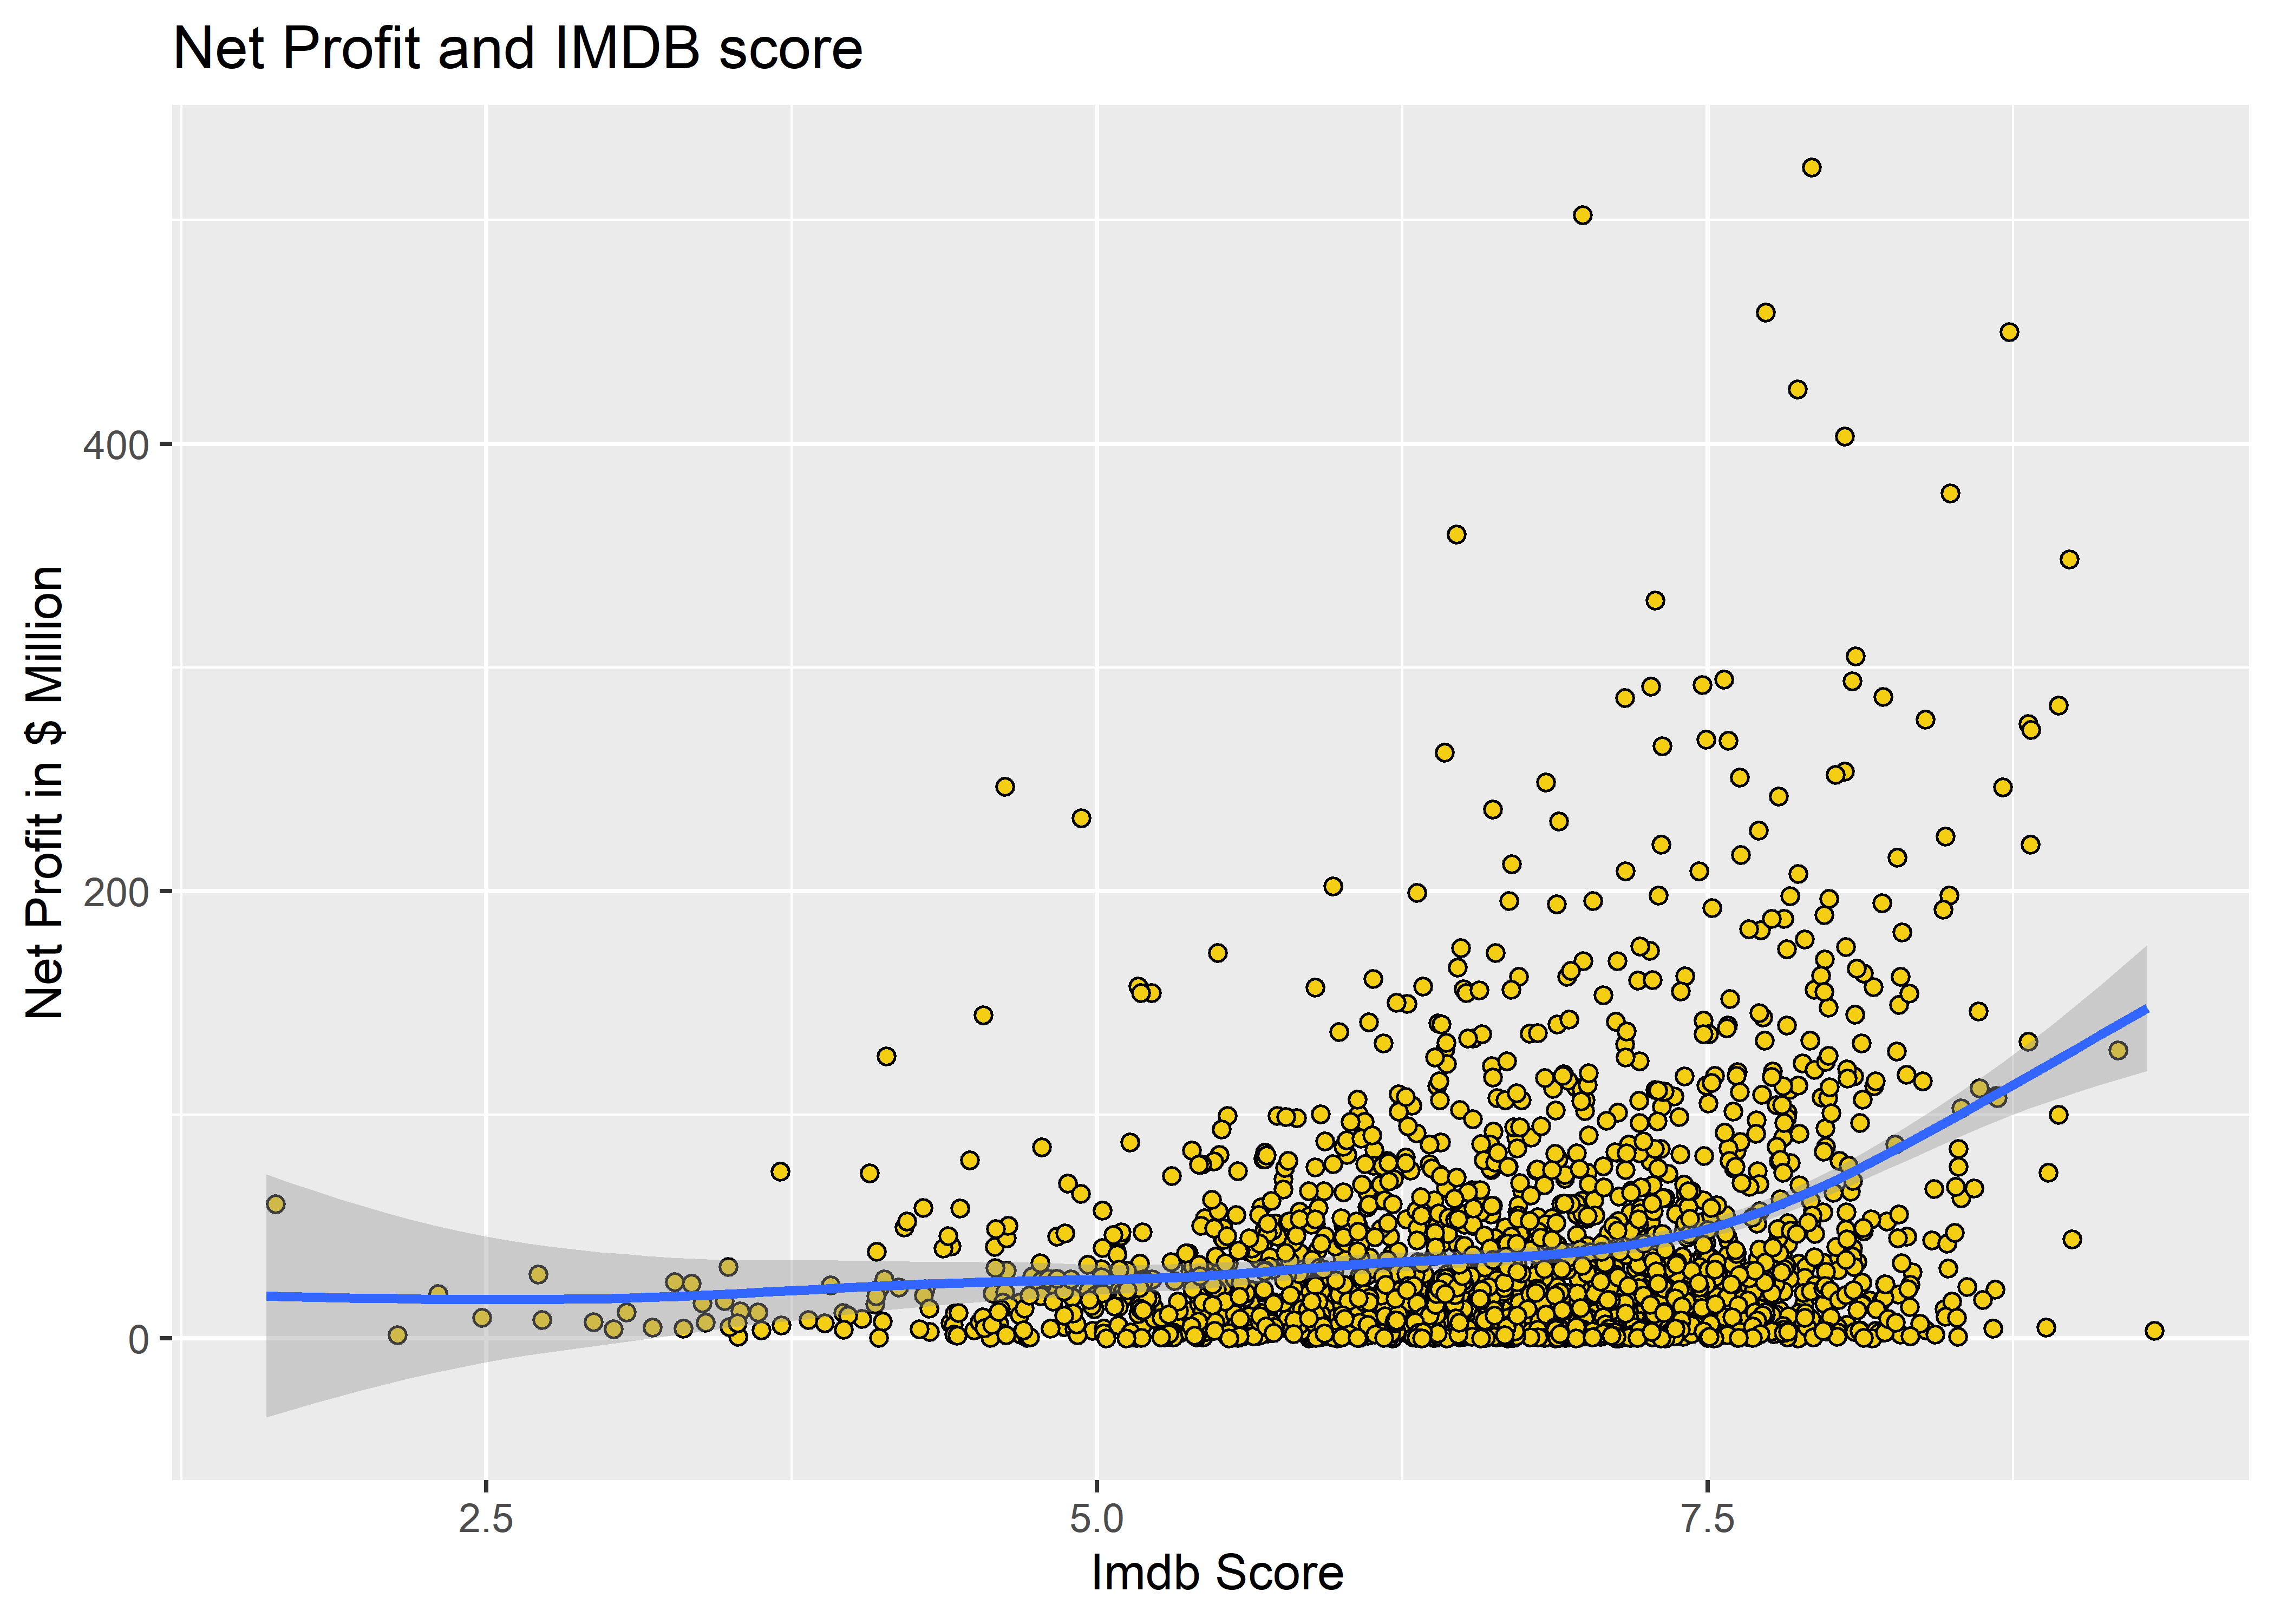 Net Profit and IMDB score
Net Profit in $ Million
400
200
0
2.5
5.0
7.5
Imdb Score